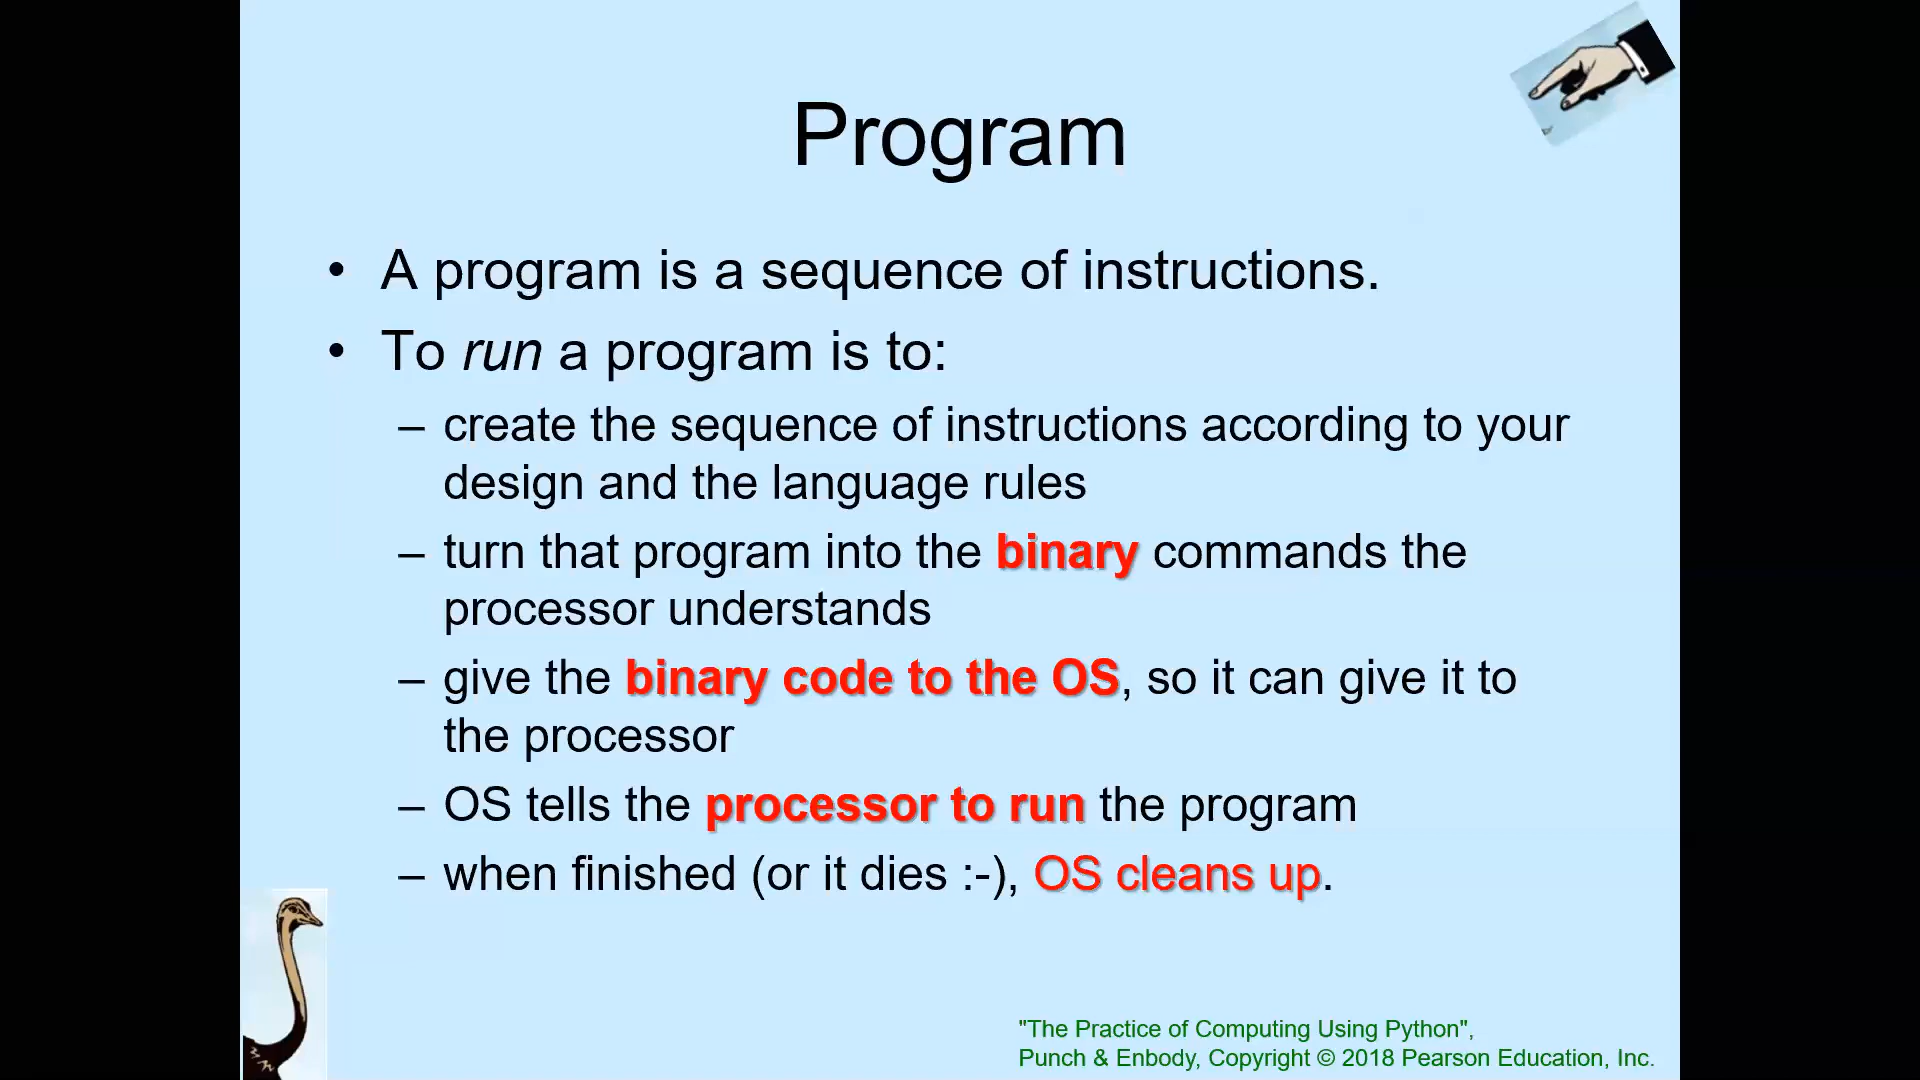 Program
• A program is a sequence of instructions.
• To run a program is to:
– create the sequence of instructions according to your
design and the language rules
– turn that program into the binary commands the
processor understands
– give the binary code to the OS, so it can give it to
the processor
– OS tells the processor to run the program
– when finished (or it dies :-), OS cleans up.
"The Practice of Computing Using Python",
Punch & Enbody, Copyright © 2018 Pearson Education, Inc.